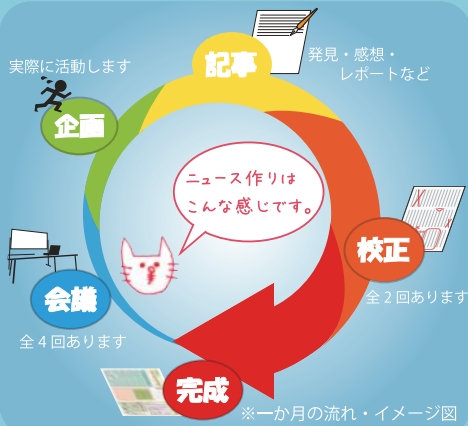 記事
発見・感想・
レポートなど
実際に活動します
企画
ニュース作りは
こんな感じです。
校正
全2回あります
会議
全4回あります
完成
※一か月の流れ・イメージ図